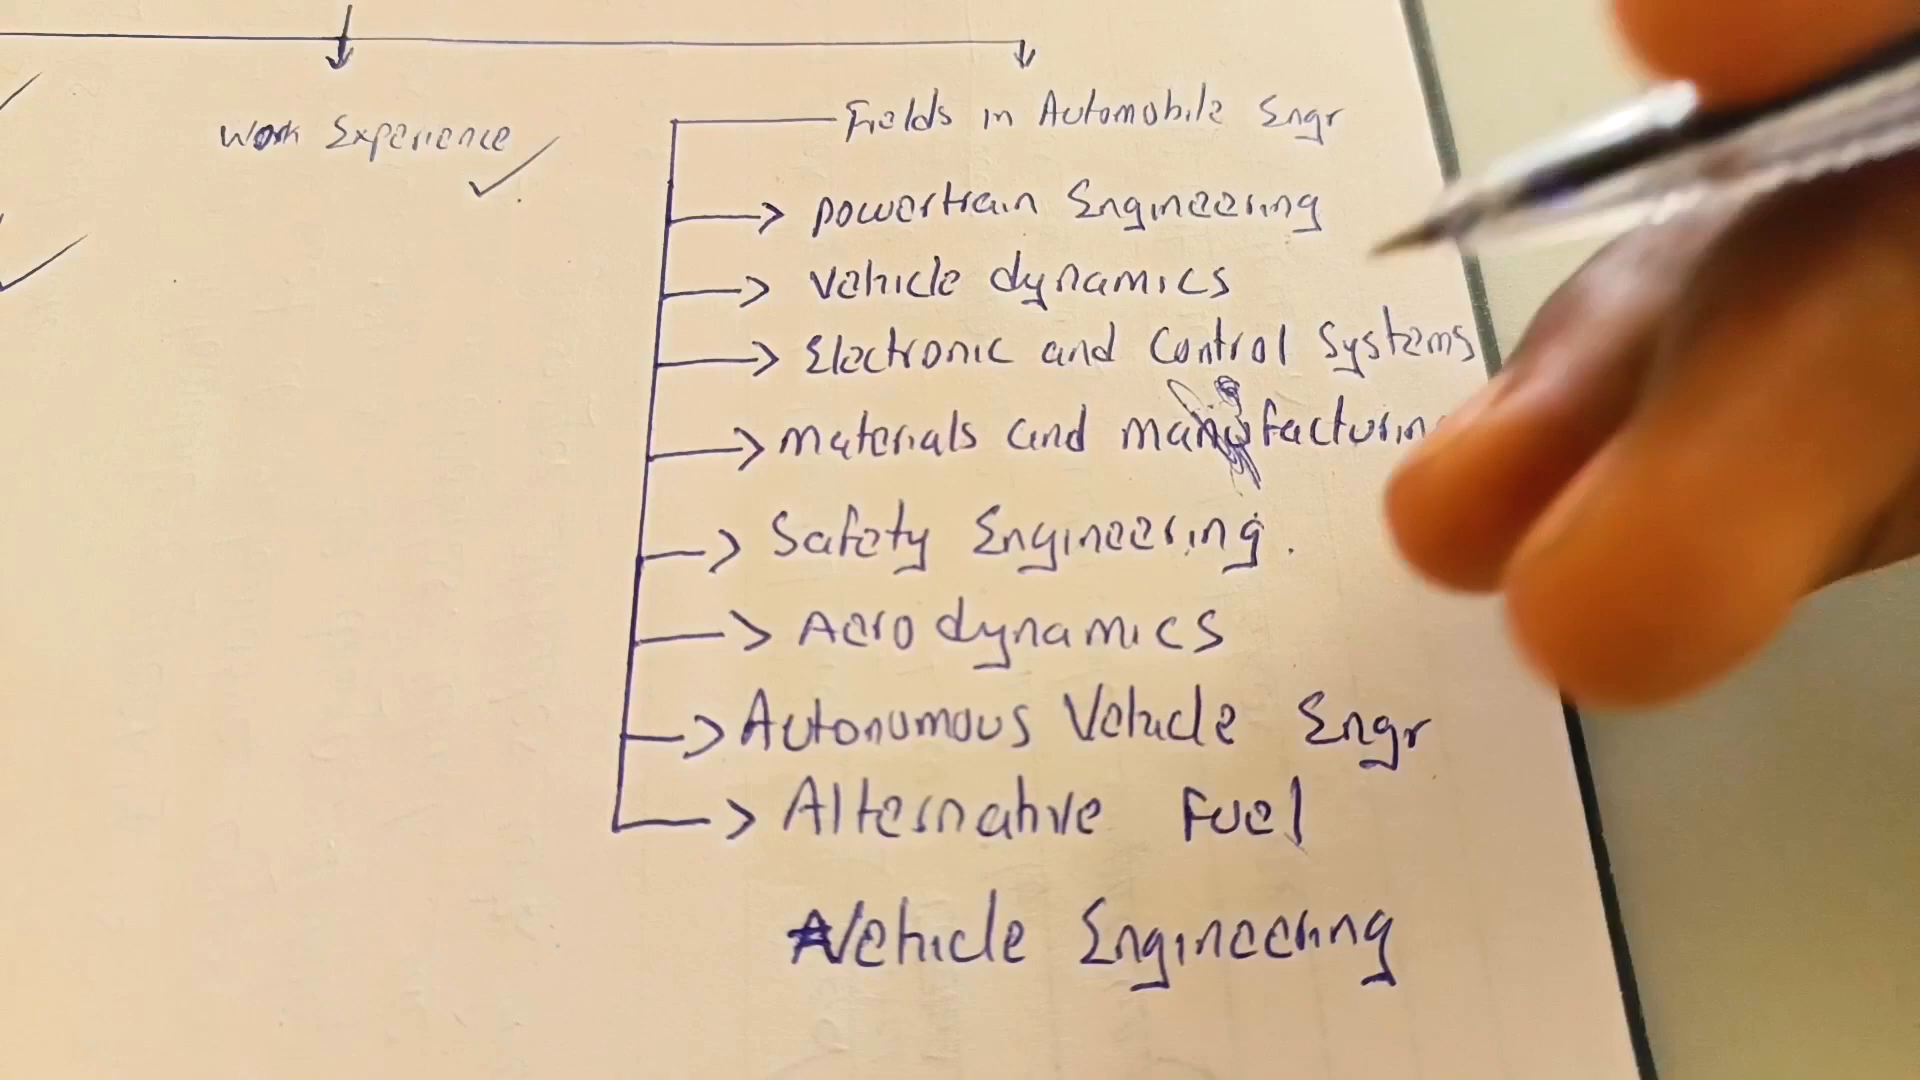 Work Experience
Fields in Automobile Engr
powertrain Engineering
Vehicle dynamics
Electronic and Control Systems
materials and manufacturing
Safety Engineering.
Aerodynamics
Autonomous Vehicle Engr
Alternative Fuel
Vehicle Engineering